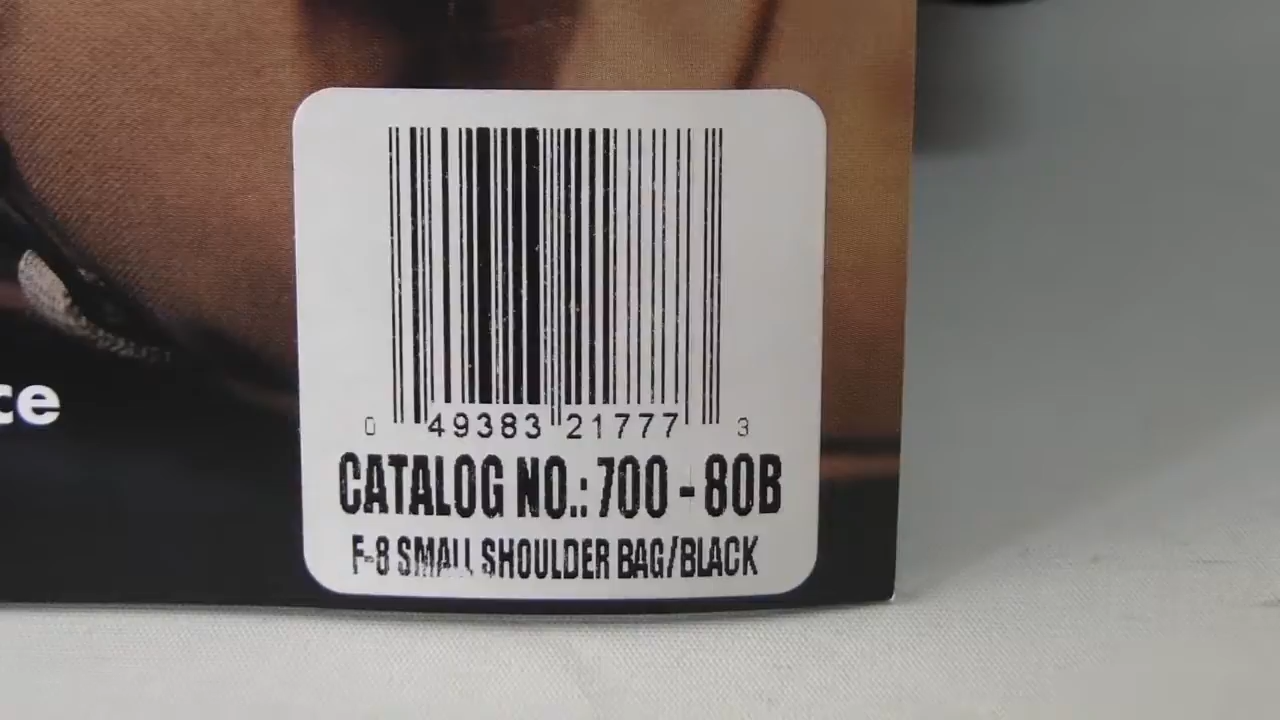 ce
0 49383 21777 3
CATALOG NO.: 700 - 80B
F-8 SMALL SHOULDER BAG/BLACK